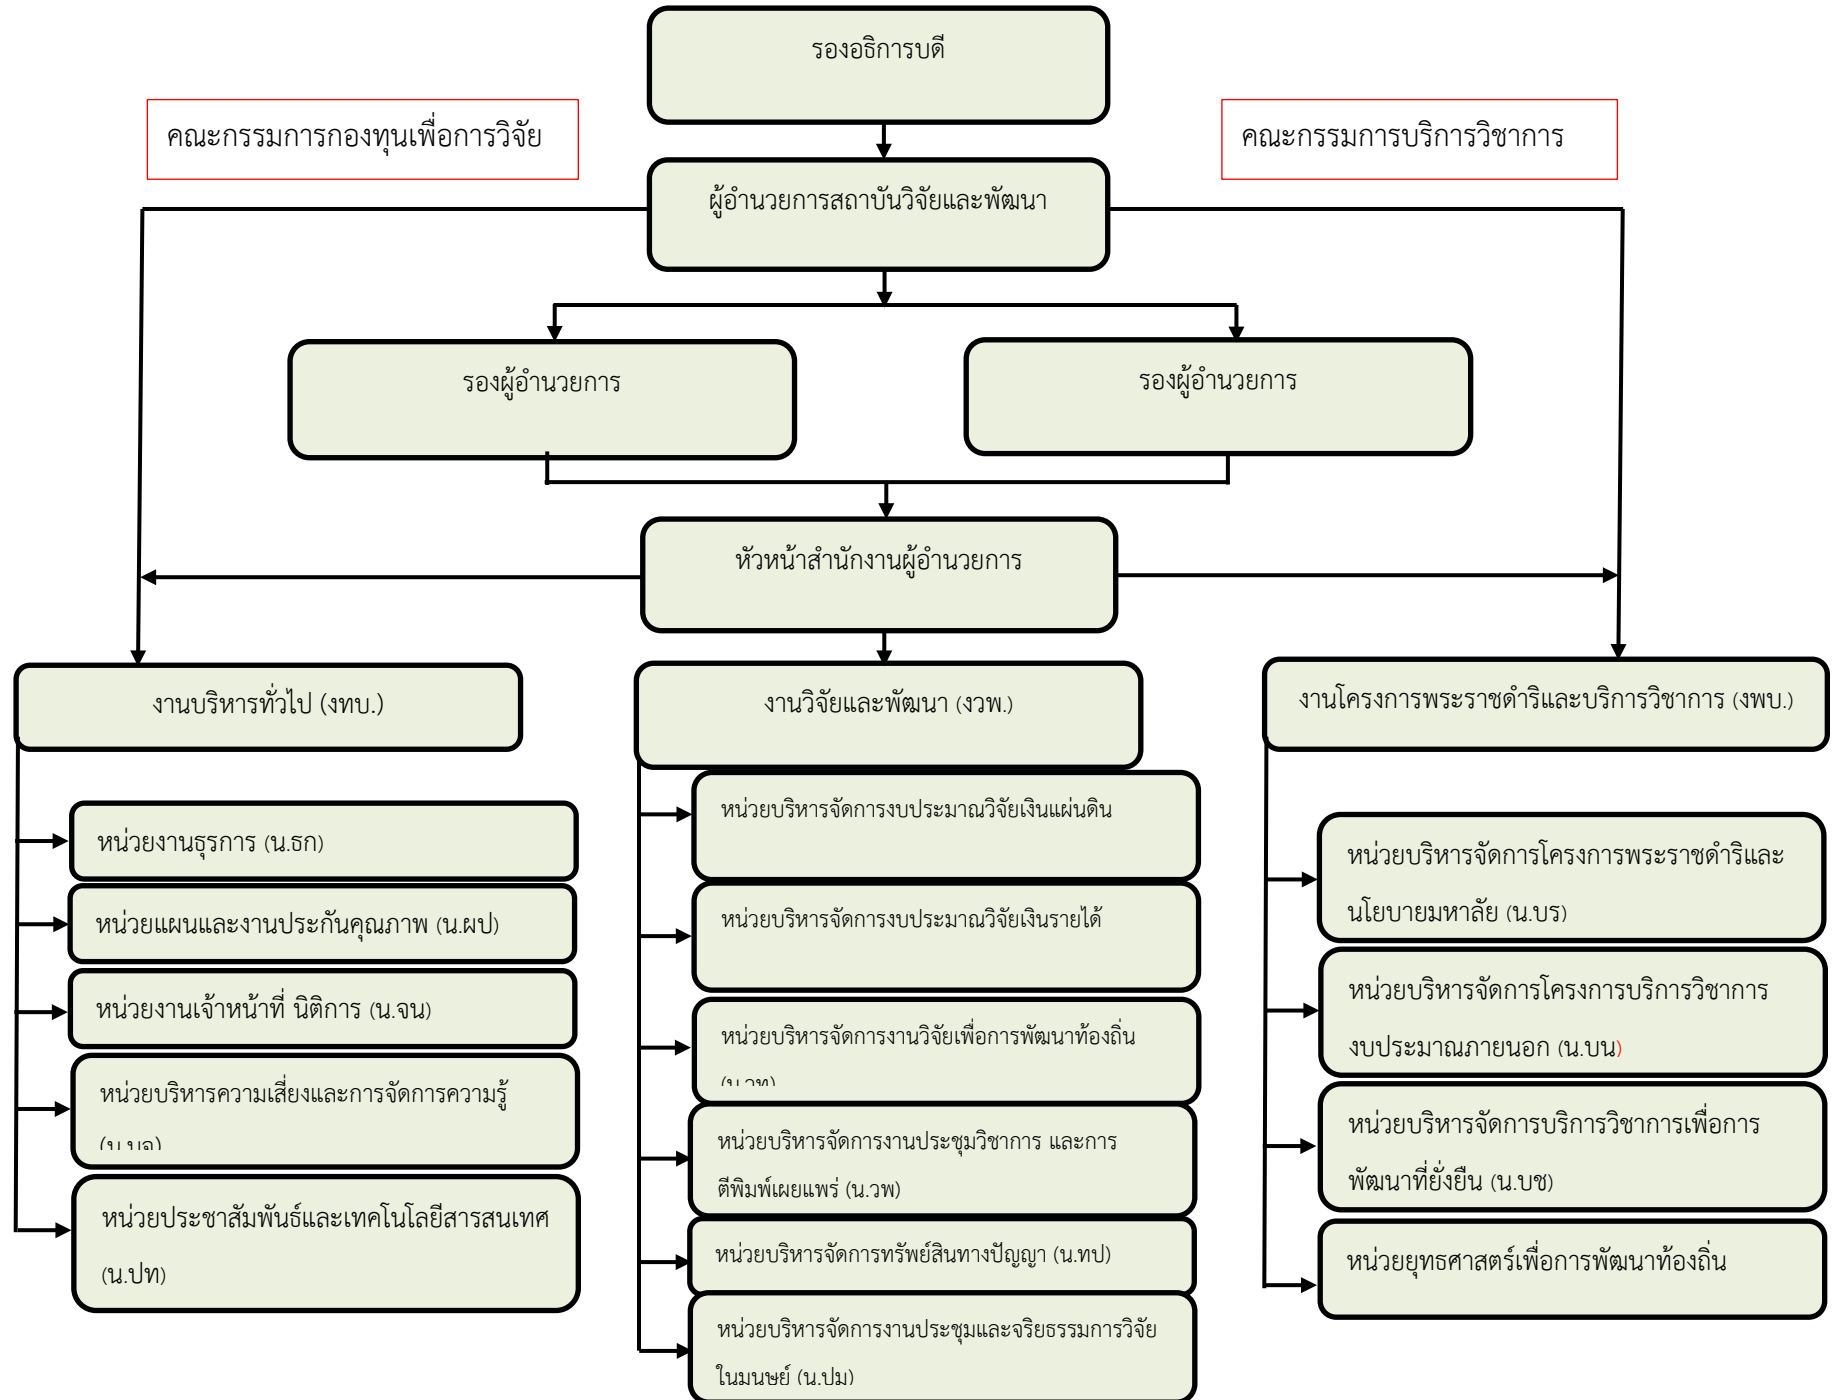 รองอธิการบดี
คณะกรรมการกองทุนเพื่อการวิจัย
คณะกรรมการบริการวิชาการ
ผู้อำนวยการสถาบันวิจัยและพัฒนา
รองผู้อำนวยการ
รองผู้อำนวยการ
หัวหน้าสำนักงานผู้อำนวยการ
งานบริหารทั่วไป (งทบ.)
หน่วยงานธุรการ (น.ธก)
หน่วยแผนและงานประกันคุณภาพ (น.ผป)
หน่วยงานเจ้าหน้าที่ นิติการ (น.จน)
หน่วยบริหารความเสี่ยงและการจัดการความรู้
หน่วยประชาสัมพันธ์และเทคโนโลยีสารสนเทศ
(น.ปท)
งานวิจัยและพัฒนา (งวพ.)
หน่วยบริหารจัดการงบประมาณวิจัยเงินแผ่นดิน
หน่วยบริหารจัดการงบประมาณวิจัยเงินรายได้
หน่วยบริหารจัดการงานวิจัยเพื่อการพัฒนาท้องถิ่น
หน่วยบริหารจัดการงานประชุมวิชาการ และการ
ตีพิมพ์เผยแพร่ (น.วพ)
หน่วยบริหารจัดการทรัพย์สินทางปัญญา (น.ทป)
หน่วยบริหารจัดการงานประชุมและจริยธรรมการวิจัย
ในมนุษย์ (น.ปม)
งานโครงการพระราชดำริและบริการวิชาการ (งพบ.)
หน่วยบริหารจัดการโครงการพระราชดำริและ
นโยบายมหาลัย (น.บร)
หน่วยบริหารจัดการโครงการบริการวิชาการ
งบประมาณภายนอก (น.บน)
หน่วยบริหารจัดการบริการวิชาการเพื่อการ
พัฒนาที่ยั่งยืน (น.บช)
หน่วยยุทธศาสตร์เพื่อการพัฒนาท้องถิ่น